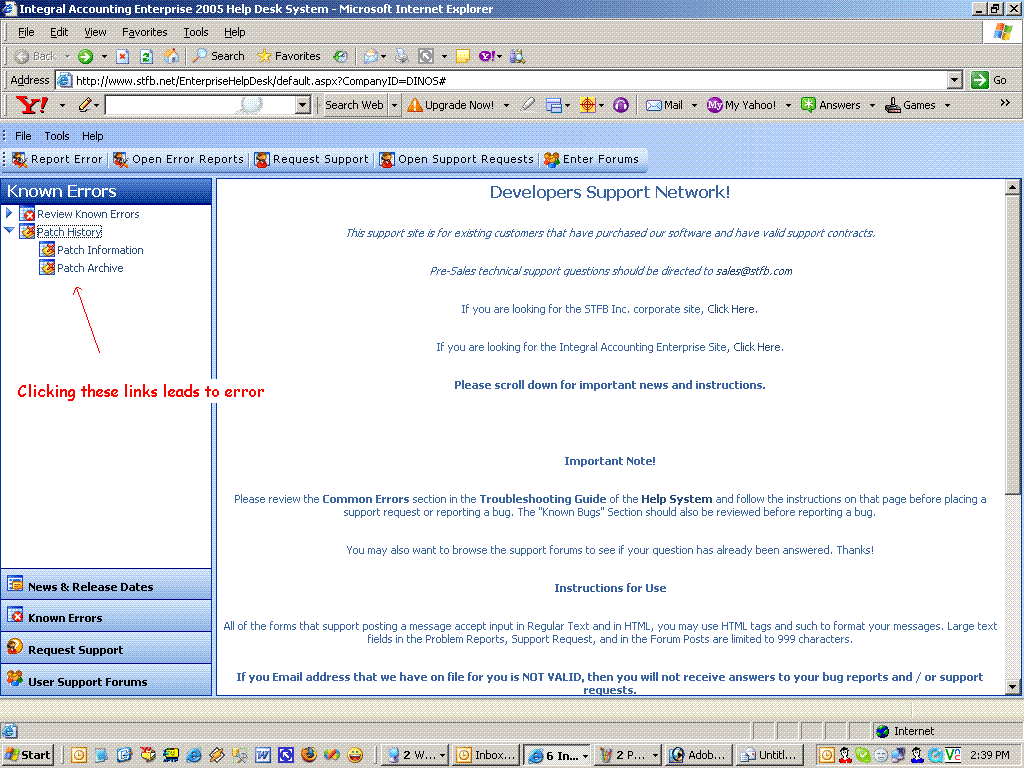 Integral Accounting Enterprise 2005 Help Desk System - Microsoft Internet Explorer
File Edit View Favorites Tools Help
Back Search Favorites
Address http://www.stfb.net/EnterpriseHelpDesk/default.aspx?CompanyID=DINOS# Go
Y! Search Web Upgrade Now! Mail My Yahoo! Answers Games »
File Tools Help
Report Error Open Error Reports Request Support Open Support Requests Enter Forums
Known Errors
Review Known Errors
Patch History
Patch Information
Patch Archive
Clicking these links leads to error
News & Release Dates
Known Errors
Request Support
User Support Forums
Developers Support Network!
This support site is for existing customers that have purchased our software and have valid support contracts.
Pre-Sales technical support questions should be directed to sales@stfb.com
If you are looking for the STFB Inc. corporate site, Click Here.
If you are looking for the Integral Accounting Enterprise Site, Click Here.
Please scroll down for important news and instructions.
Important Note!
Please review the Common Errors section in the Troubleshooting Guide of the Help System and follow the instructions on that page before placing a
support request or reporting a bug. The "Known Bugs" Section should also be reviewed before reporting a bug.
You may also want to browse the support forums to see if your question has already been answered. Thanks!
Instructions for Use
All of the forms that support posting a message accept input in Regular Text and in HTML, you may use HTML tags and such to format your messages. Large text
fields in the Problem Reports, Support Request, and in the Forum Posts are limited to 999 characters.
If you Email address that we have on file for you is NOT VALID, then you will not receive answers to your bug reports and / or support
requests.
Internet
Start 2 W... Inbox... 6 In... 2 P... Adob... Untitl... 2:39 PM